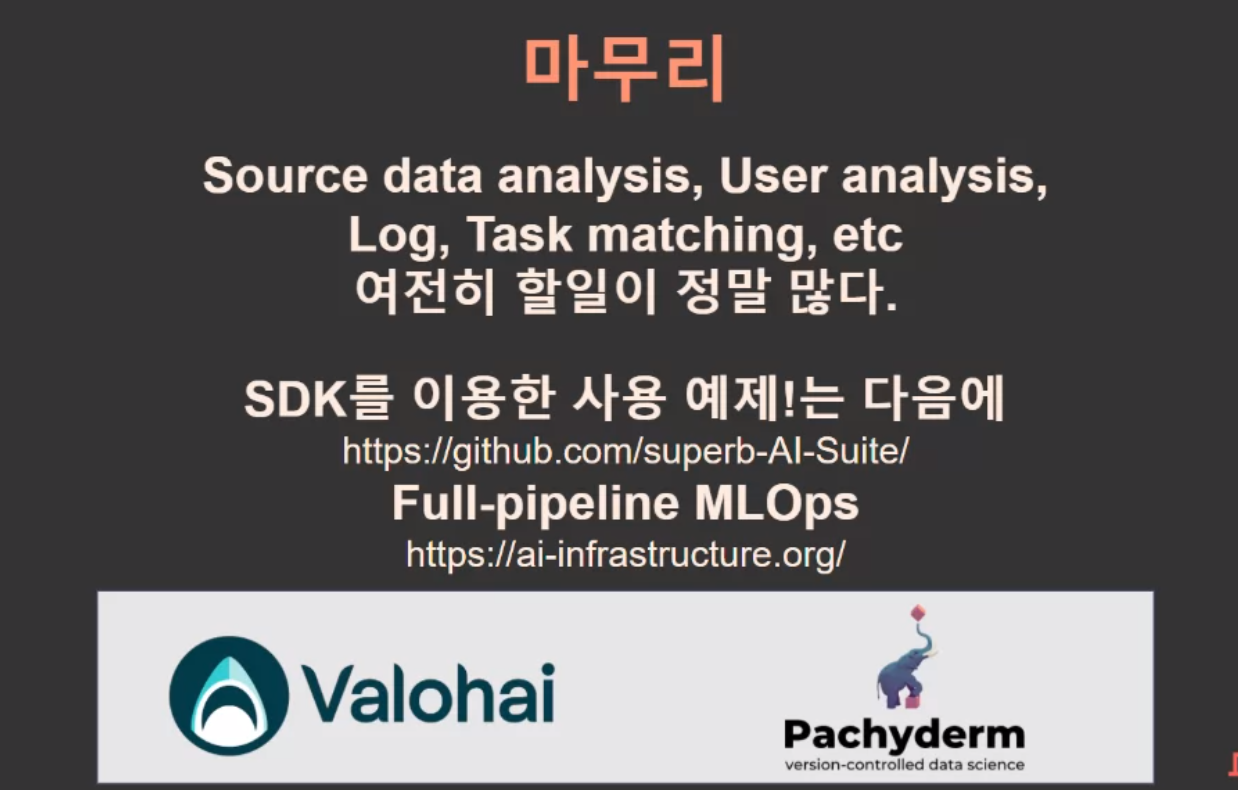 마무리
Source data analysis, User analysis,
Log, Task matching, etc
여전히 할일이 정말 많다.
SDK를 이용한 사용 예제!는 다음에
https://github.com/superb-AI-Suite/
Full-pipeline MLOps
https://ai-infrastructure.org/
Valohai
Pachyderm
version-controlled data science